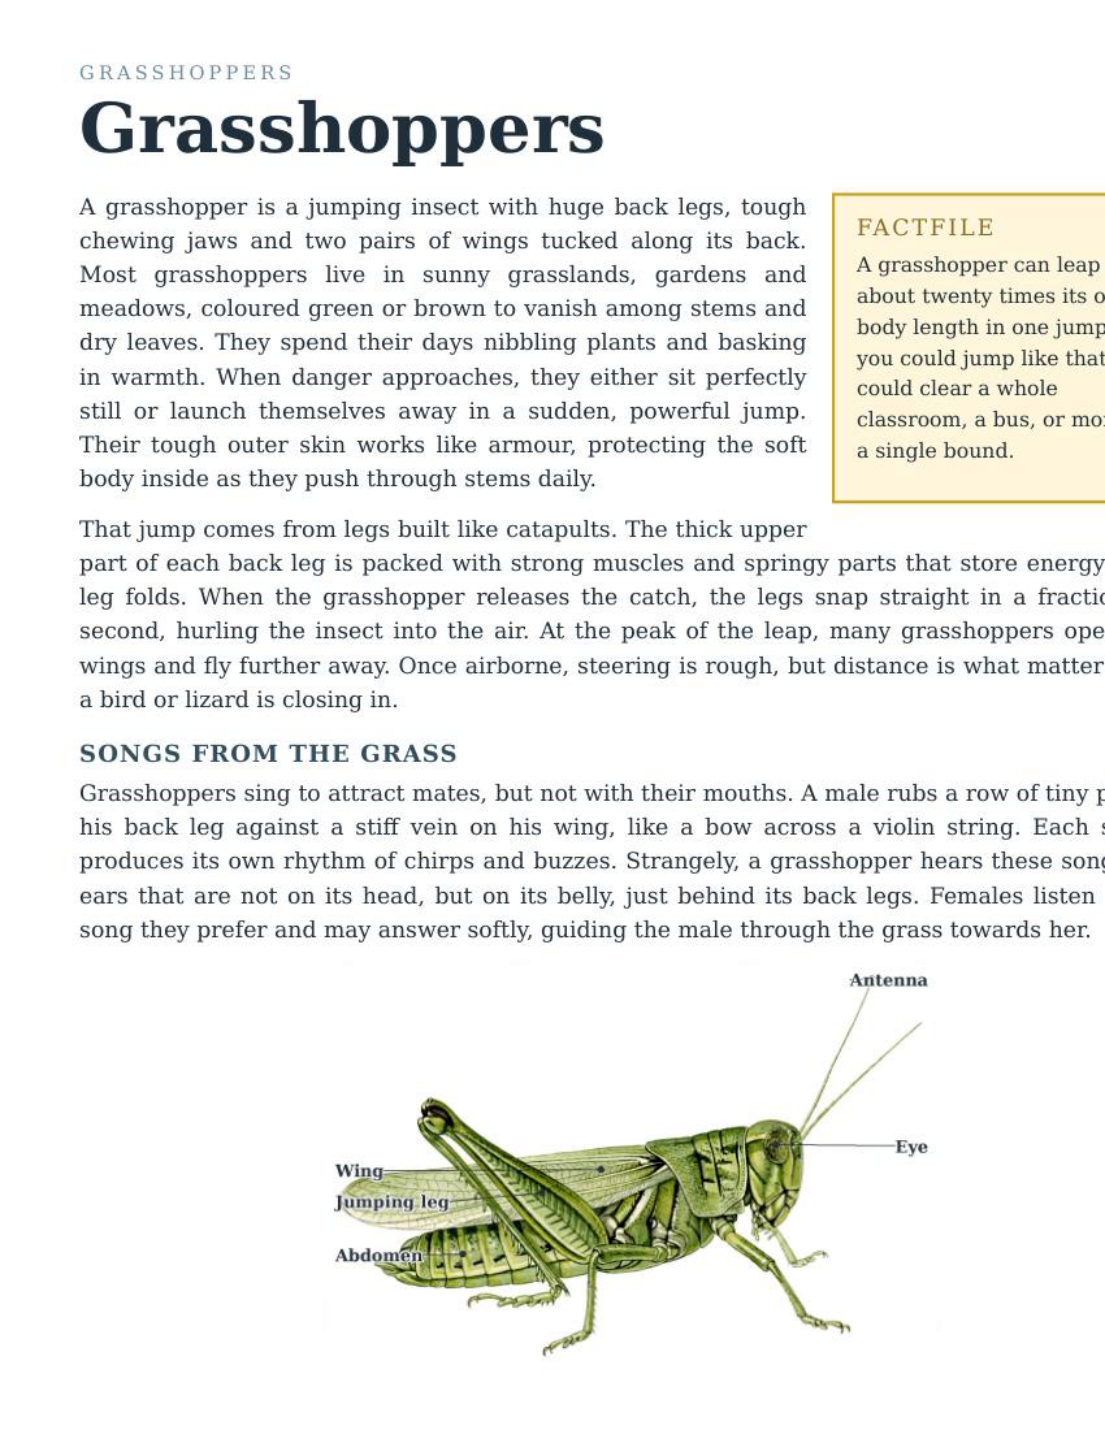 GRASSHOPPERS
Grasshoppers
A grasshopper is a jumping insect with huge back legs, tough
chewing jaws and two pairs of wings tucked along its back.
Most grasshoppers live in sunny grasslands, gardens and
meadows, coloured green or brown to vanish among stems and
dry leaves. They spend their days nibbling plants and basking
in warmth. When danger approaches, they either sit perfectly
still or launch themselves away in a sudden, powerful jump.
Their tough outer skin works like armour, protecting the soft
body inside as they push through stems daily.
FACTFILE
A grasshopper can leap
about twenty times its
body length in one jump
you could jump like that
could clear a whole
classroom, a bus, or
a single bound.
That jump comes from legs built like catapults. The thick upper
part of each back leg is packed with strong muscles and springy parts that store energy
leg folds. When the grasshopper releases the catch, the legs snap straight in a
second, hurling the insect into the air. At the peak of the leap, many grasshoppers
wings and fly further away. Once airborne, steering is rough, but distance is what
a bird or lizard is closing in.
SONGS FROM THE GRASS
Grasshoppers sing to attract mates, but not with their mouths. A male rubs a row of tiny
his back leg against a stiff vein on his wing, like a bow across a violin string. Each
produces its own rhythm of chirps and buzzes. Strangely, a grasshopper hears these
ears that are not on its head, but on its belly, just behind its back legs. Females listen
song they prefer and may answer softly, guiding the male through the grass towards her.
Antenna
Eye
Wing
Jumping leg
Abdomen